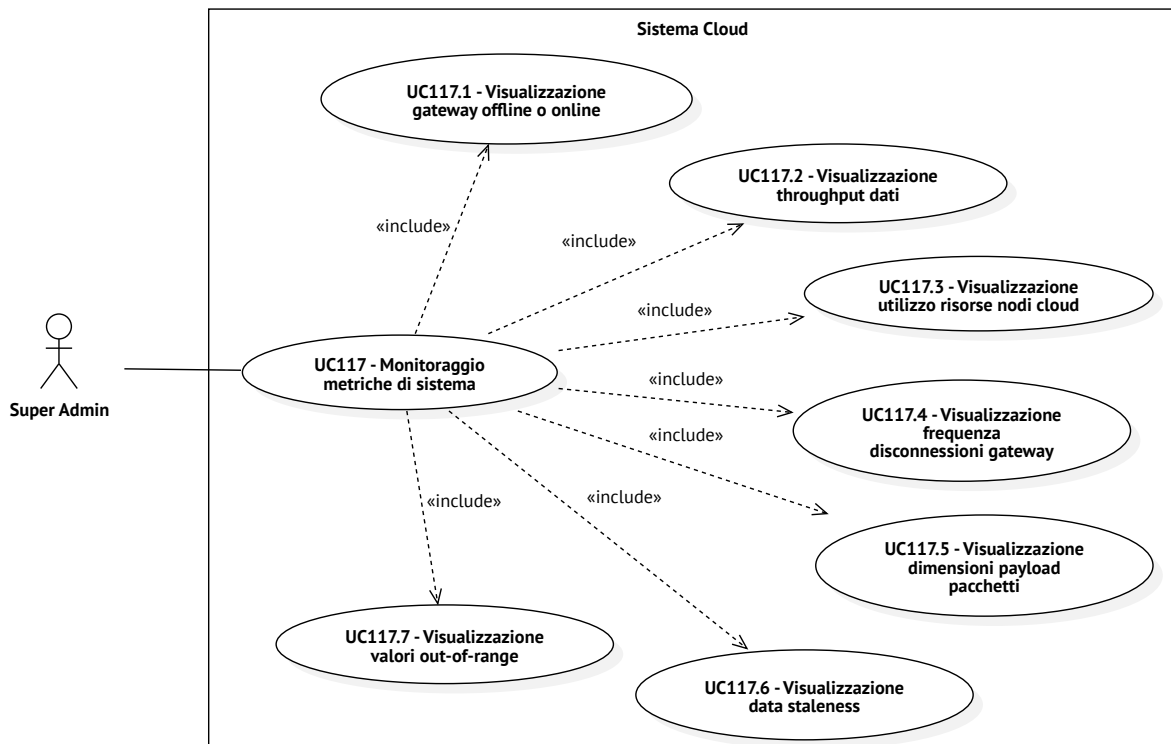 Sistema Cloud
UC117.1 - Visualizzazione
gateway offline o online
UC117.2 - Visualizzazione
throughput dati
«include»
«include»
UC117.3 - Visualizzazione
utilizzo risorse nodi cloud
«include»
UC117 - Monitoraggio
metriche di sistema
«include»
Super Admin
UC117.4 - Visualizzazione
frequenza
disconnessioni gateway
«include»
«include»
«include»
UC117.5 - Visualizzazione
dimensioni payload
pacchetti
UC117.7 - Visualizzazione
valori out-of-range
UC117.6 - Visualizzazione
data staleness